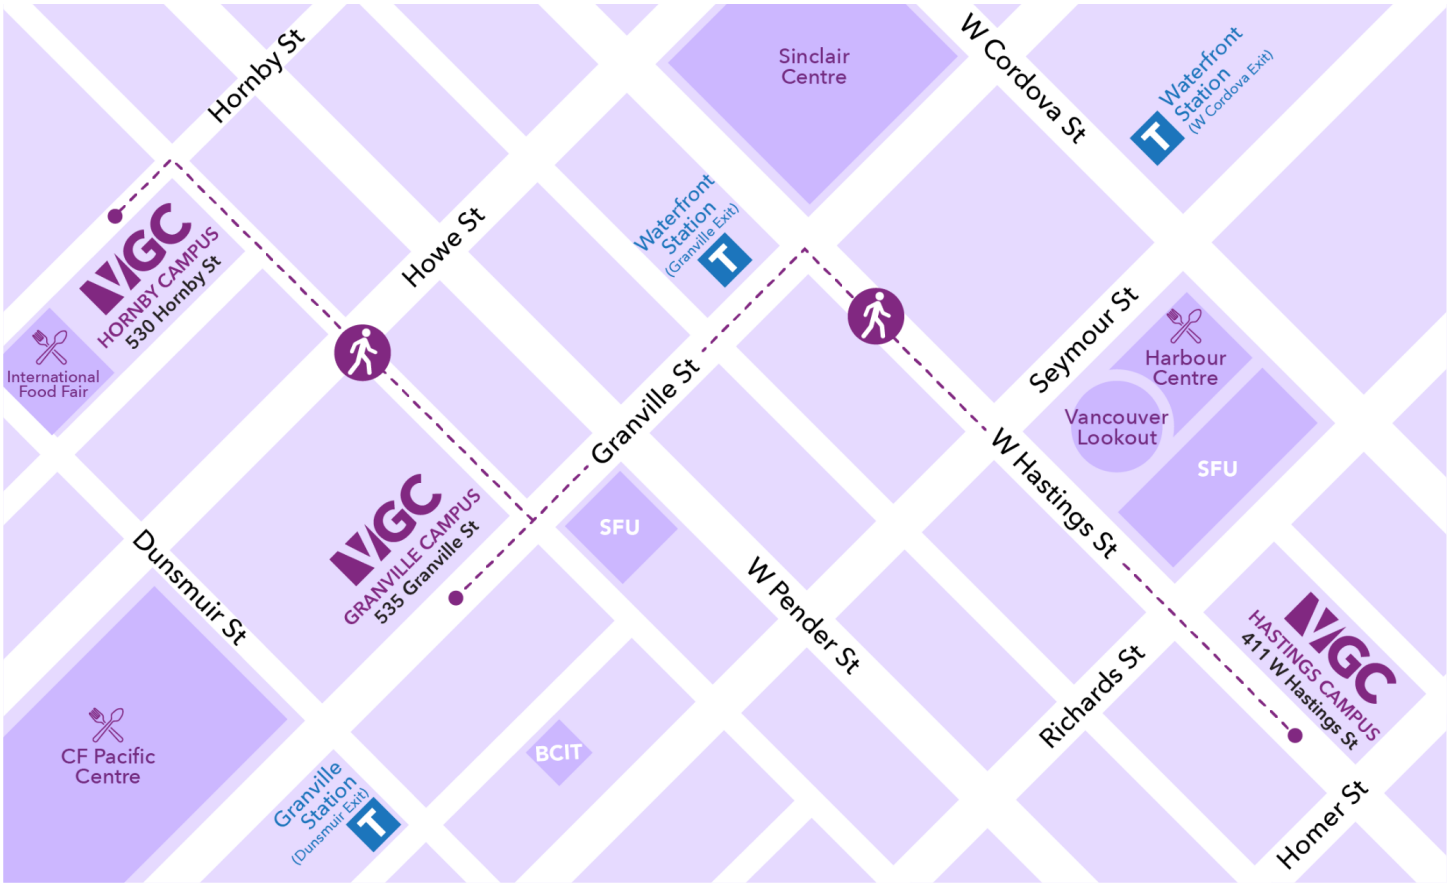 Hornby St
Sinclair
Centre
W Cordova St
Waterfront
Station
(W Cordova Exit)
T
VGC
HORNBY CAMPUS
530 Hornby St
Howe St
Waterfront
Station
(Granville Exit)
T
International
Food Fair
Granville St
Seymour St
Harbour
Centre
Vancouver
Lookout
SFU
W Hastings St
VGC
GRANVILLE CAMPUS
535 Granville St
SFU
Dunsmuir St
W Pender St
VGC
HASTINGS CAMPUS
411 W Hastings St
Richards St
CF Pacific
Centre
BCIT
Granville
Station
(Dunsmuir Exit)
T
Homer St